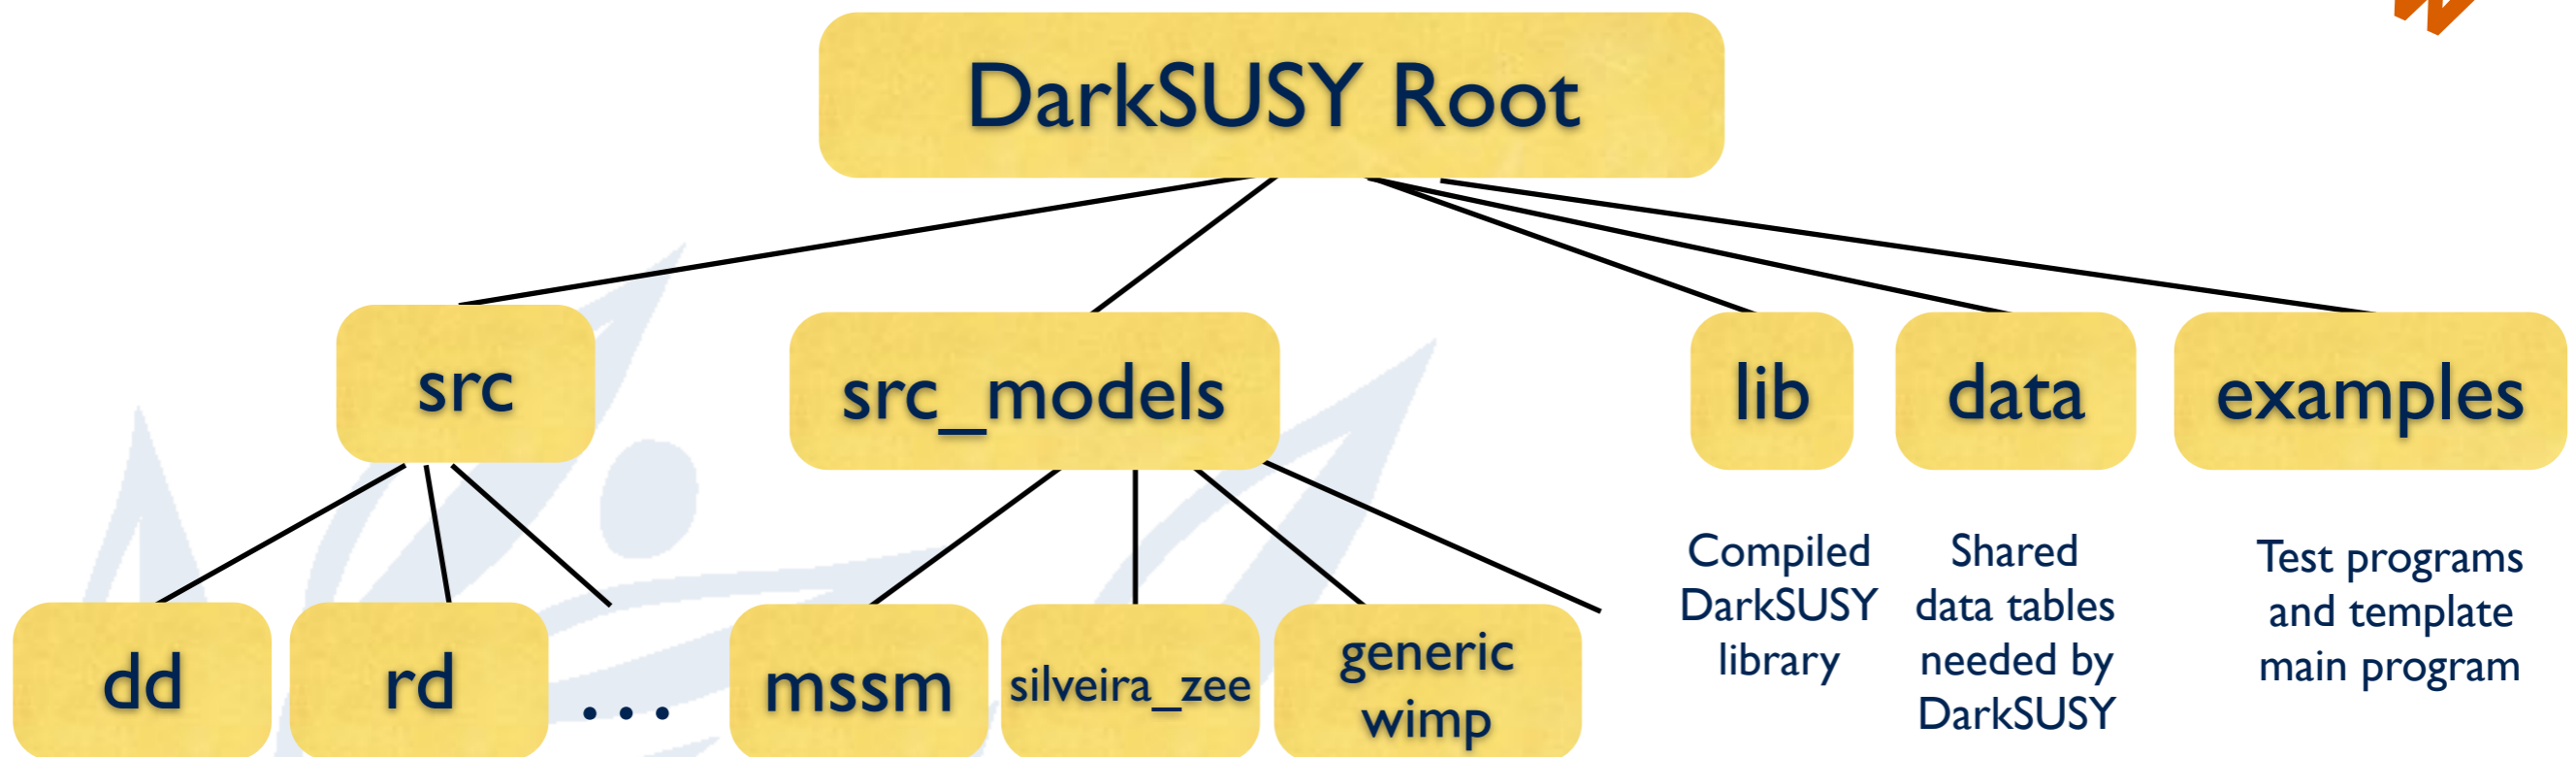 DarkSUSY Root
src
src_models
lib
data
examples
Compiled
DarkSUSY
library
Shared
data tables
needed by
DarkSUSY
Test programs
and template
main program
dd
rd
...
mssm
silveira_zee
generic
wimp